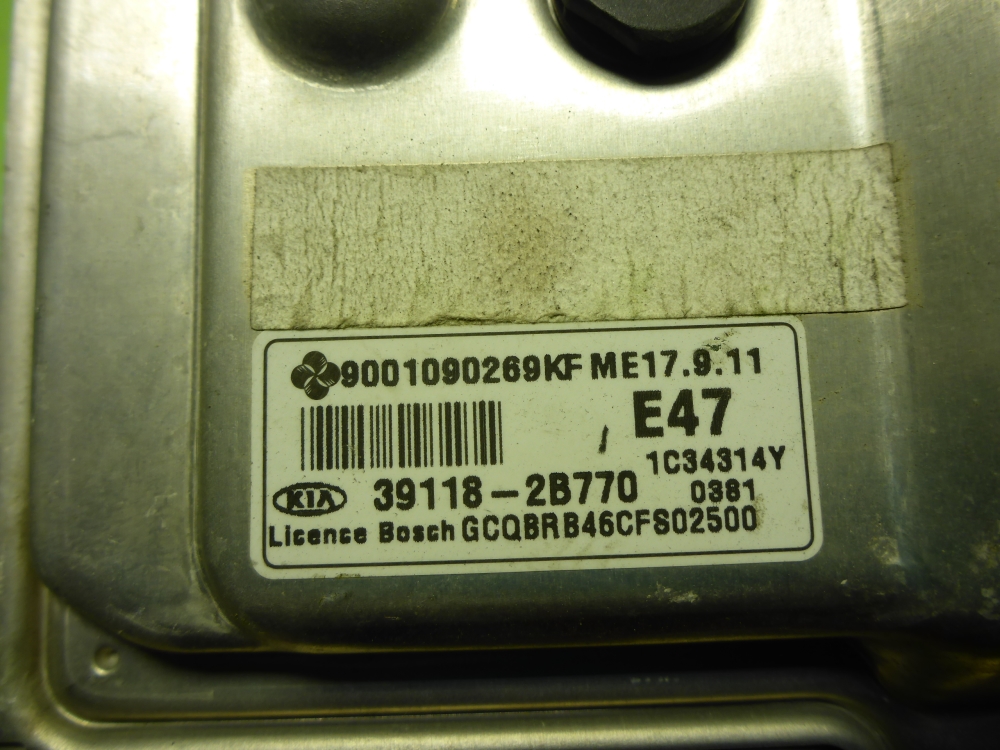 9001090269KF ME17.9.11
E47
1C34314Y
KIA 39118-2B770 0381
Licence Bosch GCQBRB46CFS02500